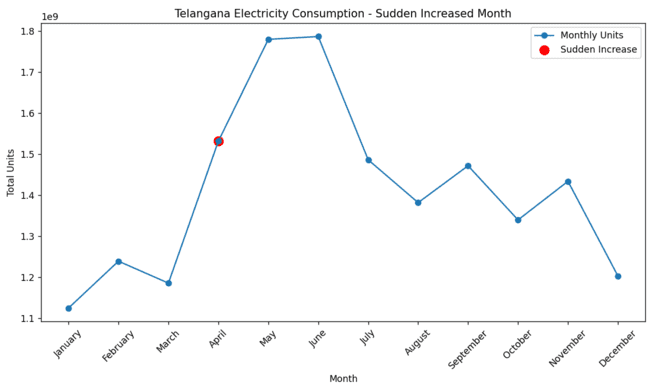 Telangana Electricity Consumption - Sudden Increased Month
1e9
Monthly Units
Sudden Increase
1.8
1.7
1.6
1.5
1.4
1.3
1.2
1.1
Total Units
January
February
March
April
May
June
July
August
September
October
November
December
Month